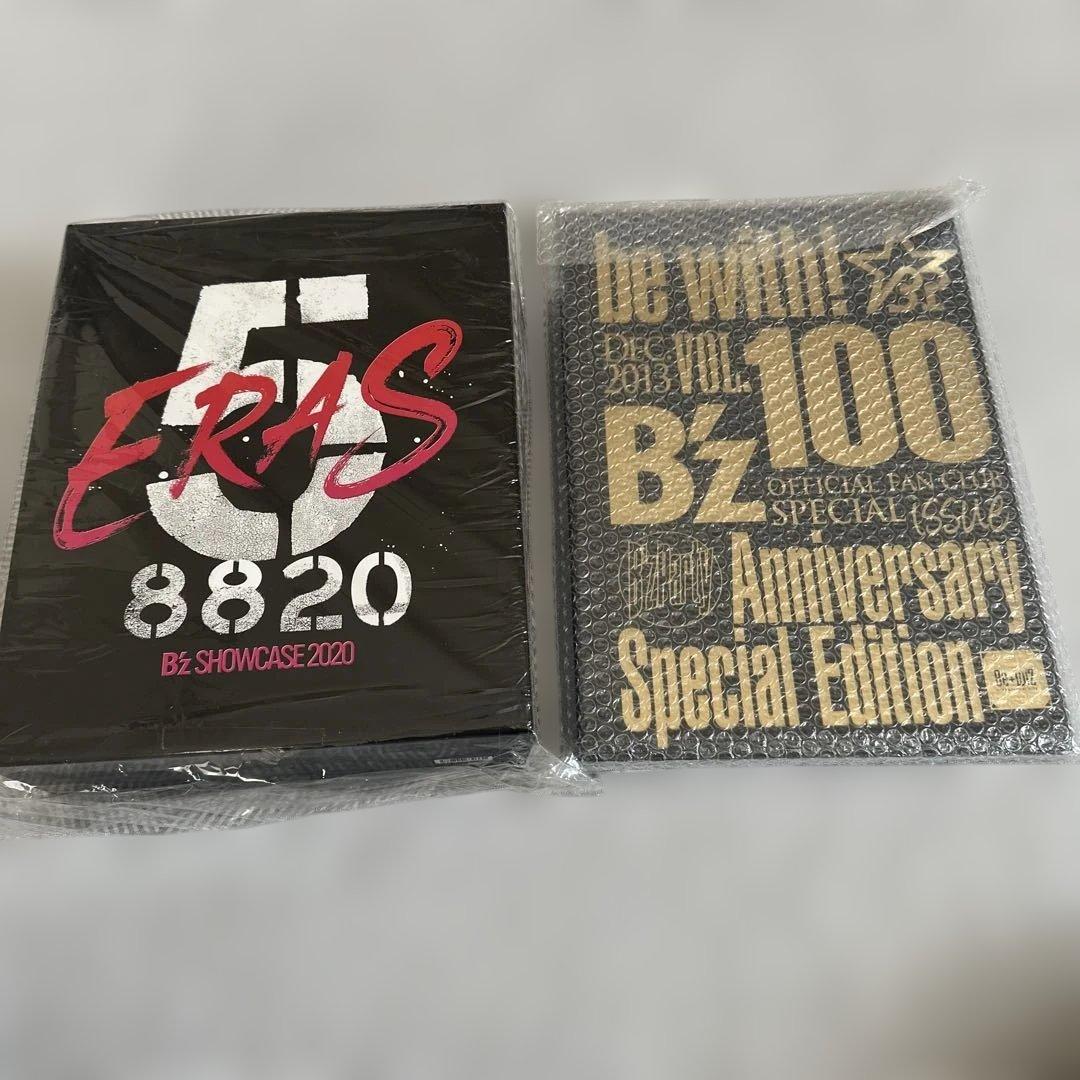 5
ERAS
8820
B'z SHOWCASE 2020
be with!
B'z
DEC. 2013 VOL. 100
B'z
OFFICIAL FAN CLUB
SPECIAL issue
B'z Party
Anniversary
Special Edition